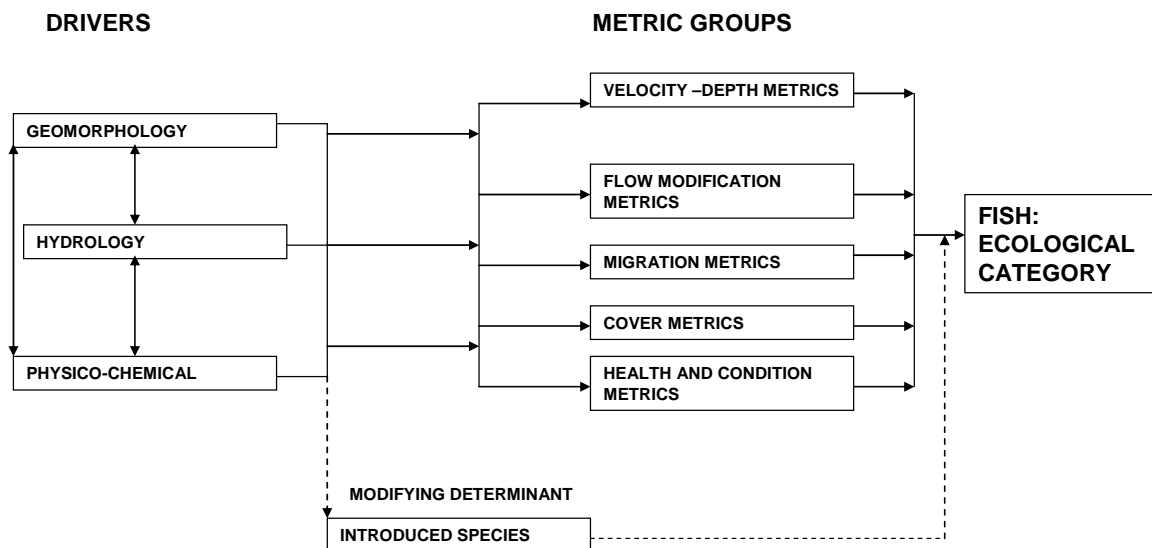 DRIVERS
METRIC GROUPS
VELOCITY –DEPTH METRICS
GEOMORPHOLOGY
FLOW MODIFICATION
METRICS
HYDROLOGY
MIGRATION METRICS
FISH:
ECOLOGICAL
CATEGORY
COVER METRICS
PHYSICO-CHEMICAL
HEALTH AND CONDITION
METRICS
MODIFYING DETERMINANT
INTRODUCED SPECIES